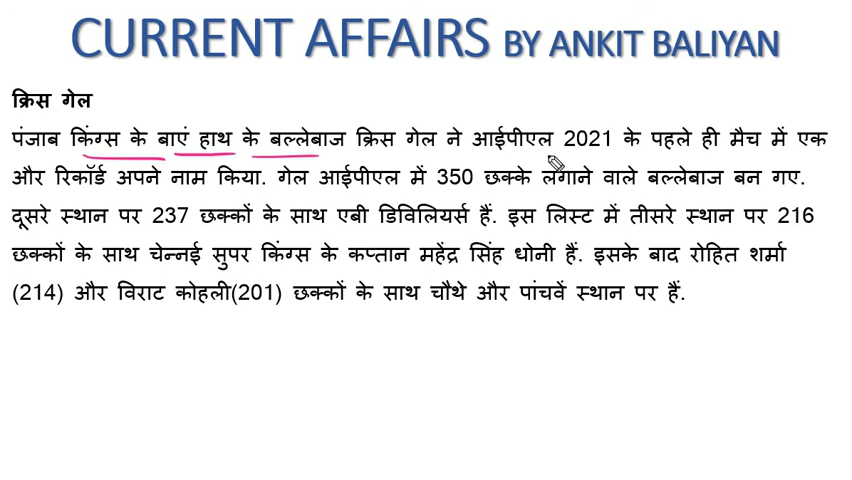 CURRENT AFFAIRS BY ANKIT BALIYAN
क्रिस गेल
पंजाब किंग्स के बाएं हाथ के बल्लेबाज क्रिस गेल ने आईपीएल 2021 के पहले ही मैच में एक
और रिकॉर्ड अपने नाम किया. गेल आईपीएल में 350 छक्के लगाने वाले बल्लेबाज बन गए.
दूसरे स्थान पर 237 छक्कों के साथ एबी डिविलियर्स हैं. इस लिस्ट में तीसरे स्थान पर 216
छक्कों के साथ चेन्नई सुपर किंग्स के कप्तान महेंद्र सिंह धोनी हैं. इसके बाद रोहित शर्मा
(214) और विराट कोहली(201) छक्कों के साथ चौथे और पांचवें स्थान पर हैं.